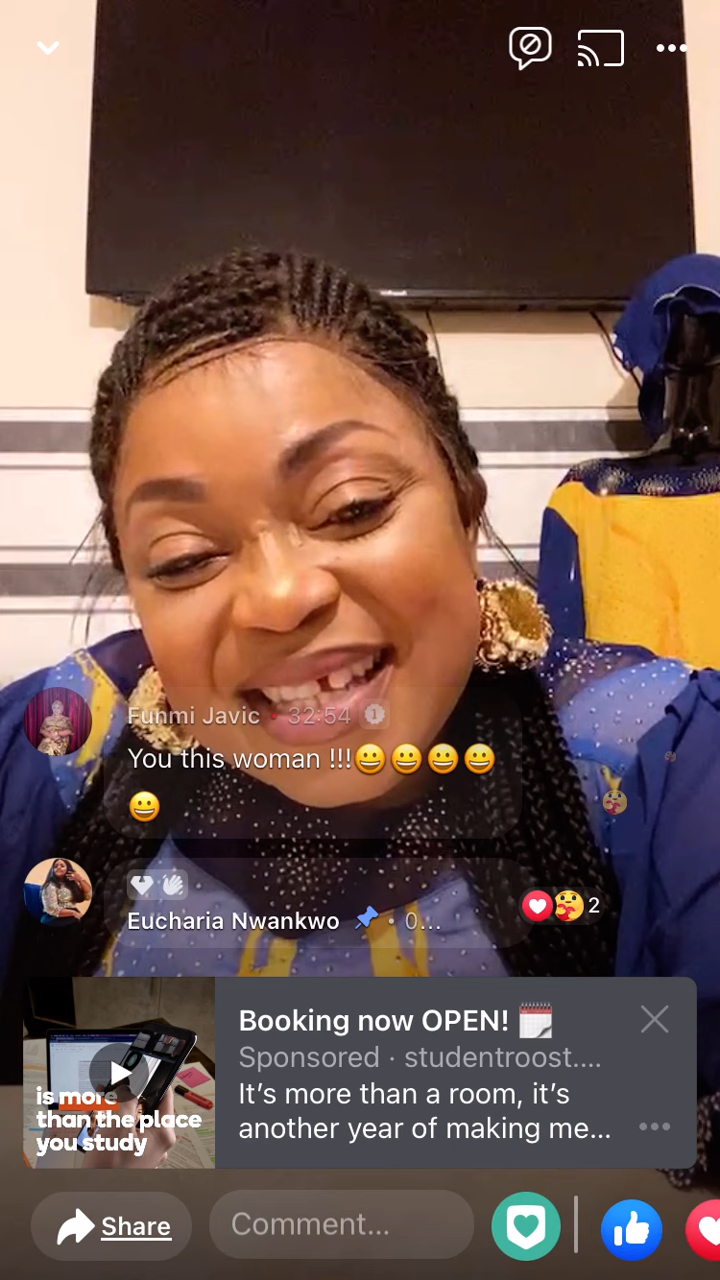 Funmi Javic • 32:54
You this woman !!!😀😀😀😀
😀
Eucharia Nwankwo 📌 • 0...
2
is more
than the place
you study
Booking now OPEN! 🗓️
Sponsored · studentroost....
It’s more than a room, it’s
another year of making me...
Share
Comment...